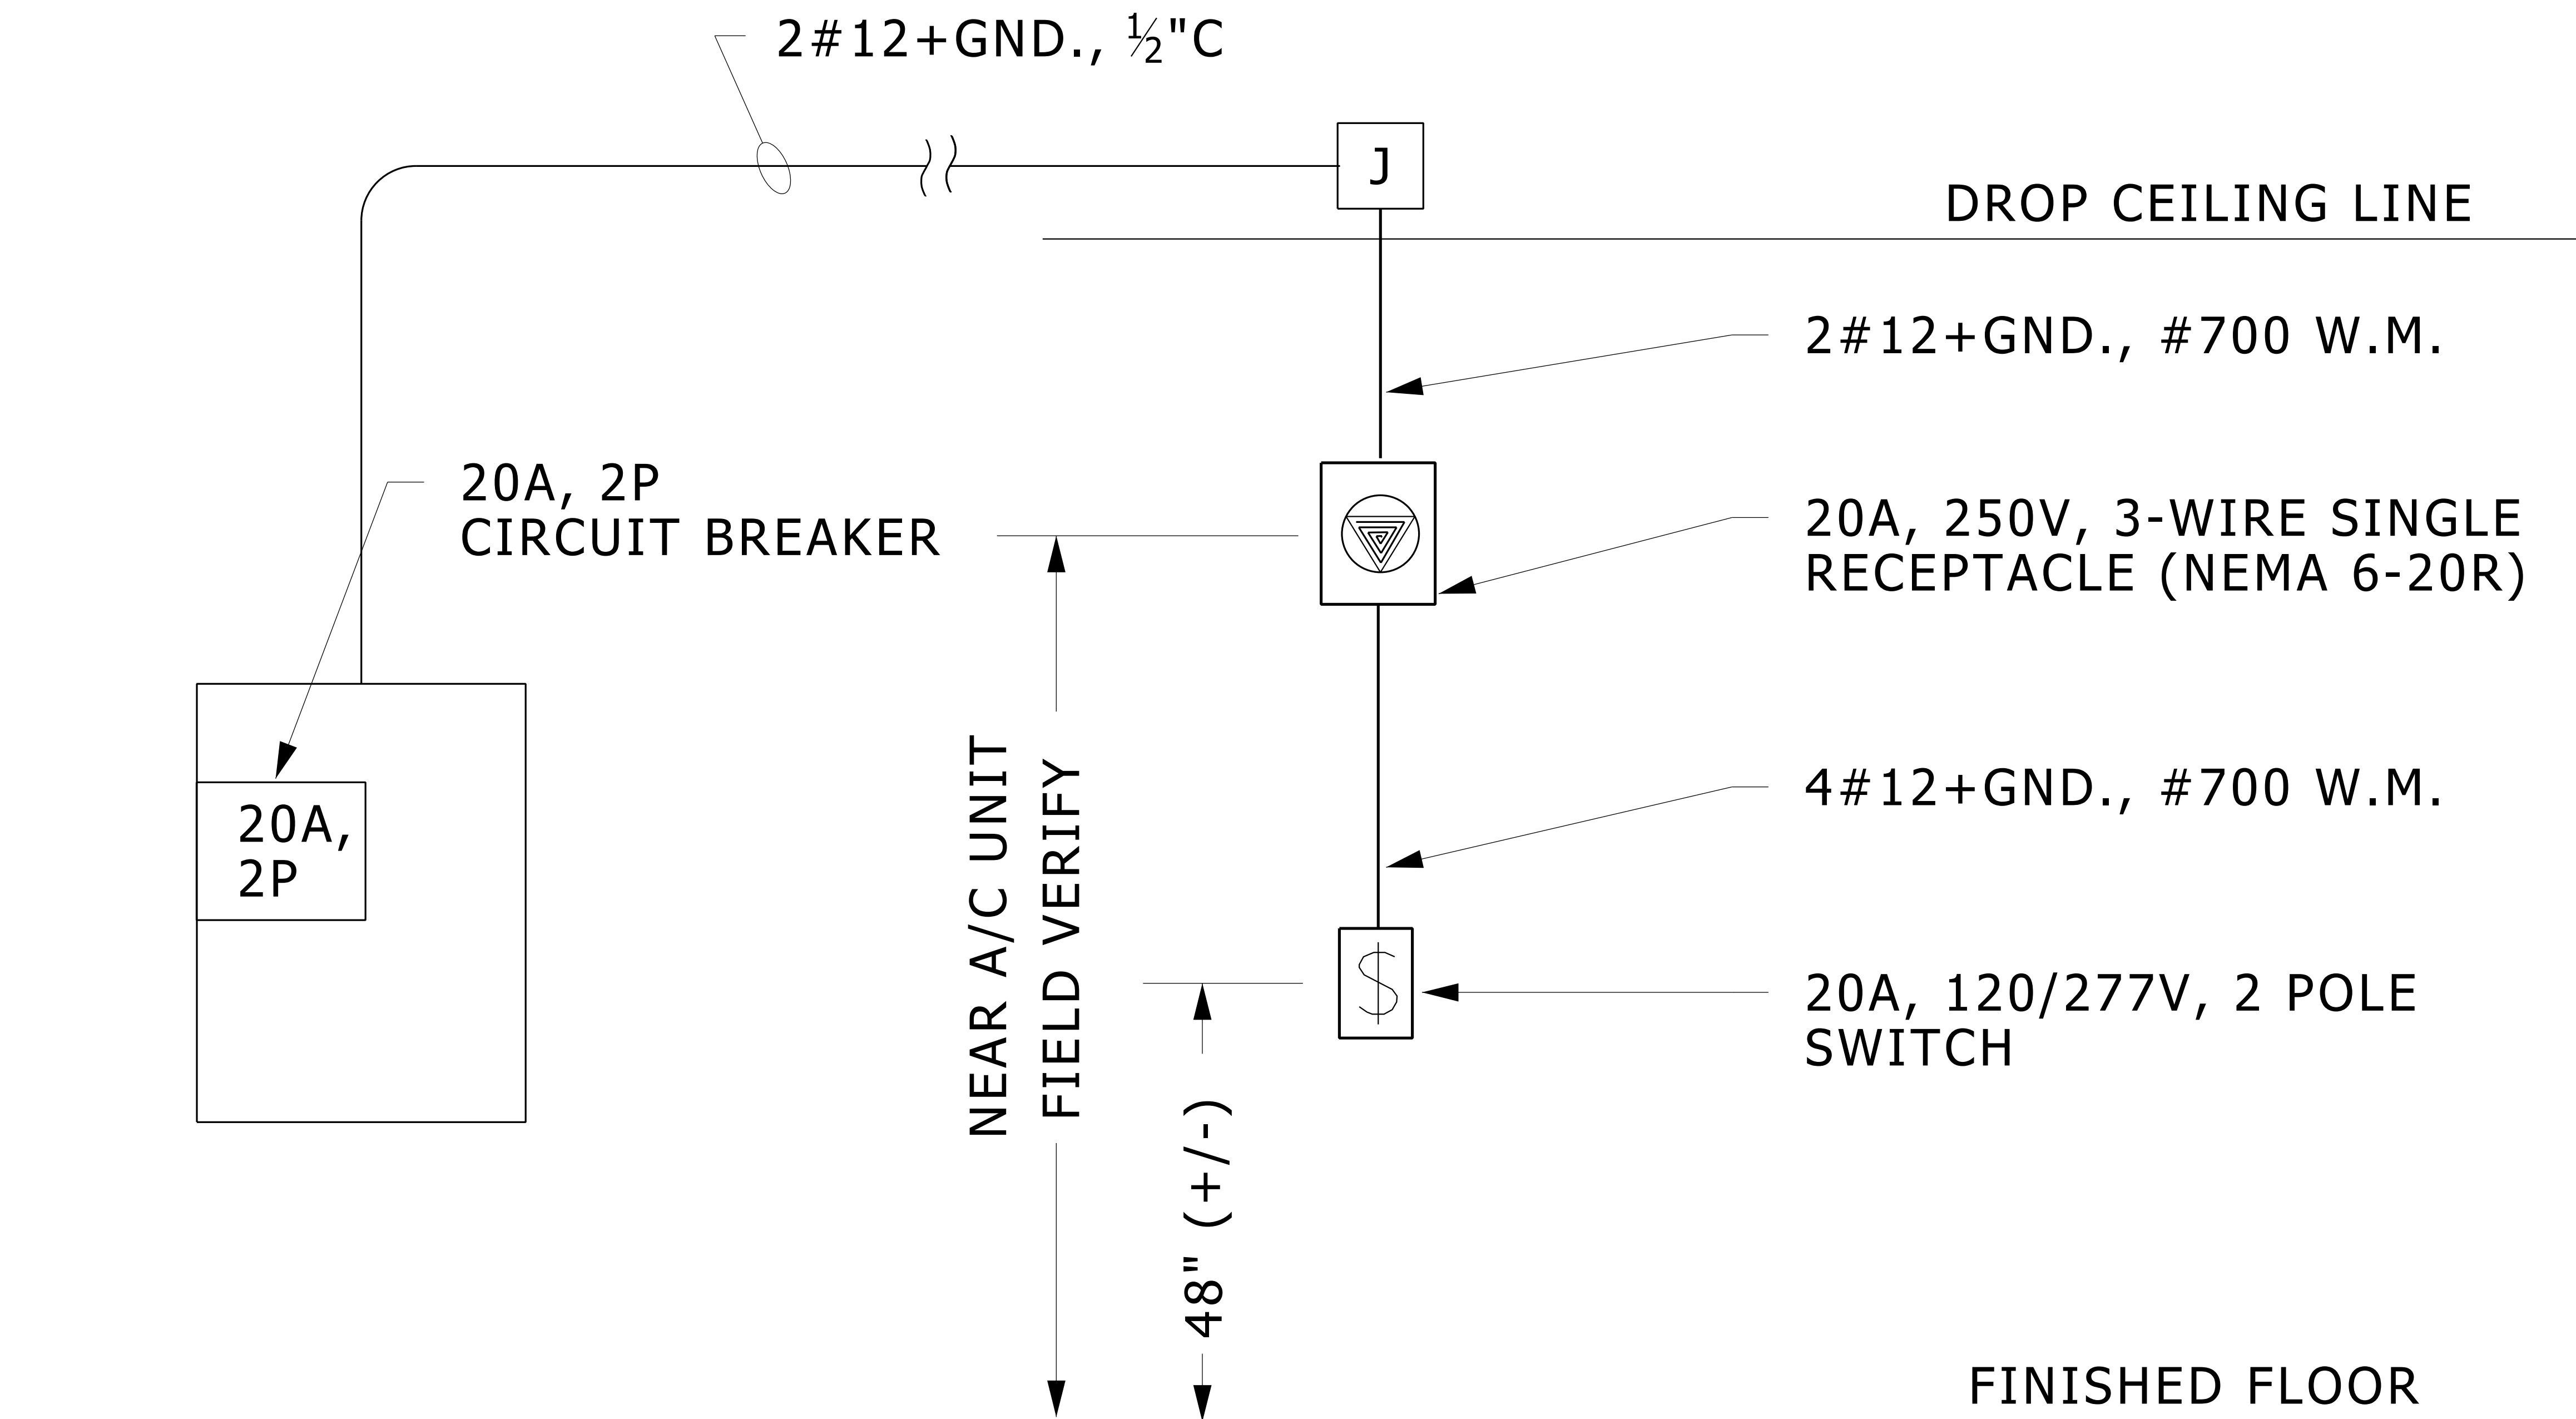 2#12+GND., ½"C
J
DROP CEILING LINE
2#12+GND., #700 W.M.
20A, 2P
CIRCUIT BREAKER
20A, 250V, 3-WIRE SINGLE
RECEPTACLE (NEMA 6-20R)
20A,
2P
NEAR A/C UNIT
FIELD VERIFY
4#12+GND., #700 W.M.
$
20A, 120/277V, 2 POLE
SWITCH
48" (+/-)
FINISHED FLOOR